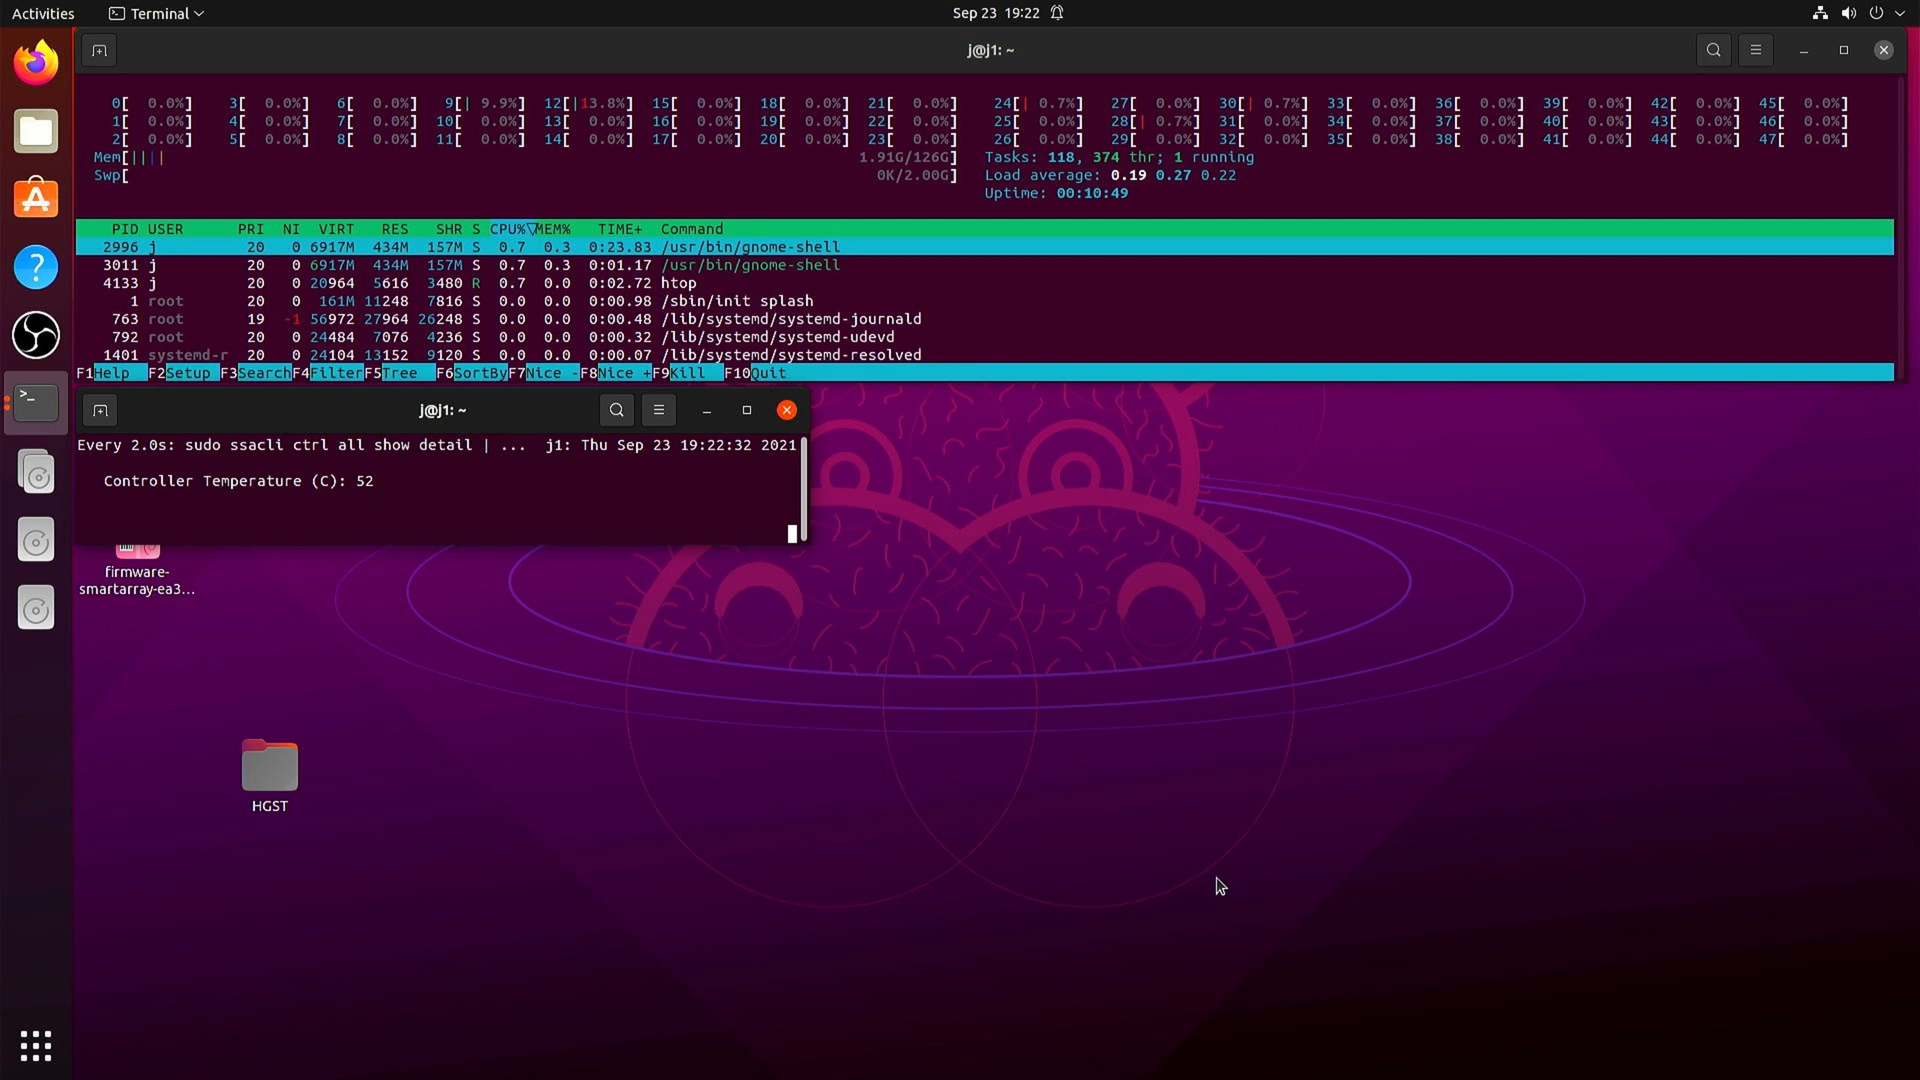 Activities Terminal Sep 23 19:22
j@j1: ~
0[ 0.0%] 3[ 0.0%] 6[ 0.0%] 9[| 9.9%] 12[|13.8%] 15[ 0.0%] 18[ 0.0%] 21[ 0.0%] 24[| 0.7%] 27[ 0.0%] 30[| 0.7%] 33[ 0.0%] 36[ 0.0%] 39[ 0.0%] 42[ 0.0%] 45[ 0.0%]
1[ 0.0%] 4[ 0.0%] 7[ 0.0%] 10[ 0.0%] 13[ 0.0%] 16[ 0.0%] 19[ 0.0%] 22[ 0.0%] 25[ 0.0%] 28[| 0.7%] 31[ 0.0%] 34[ 0.0%] 37[ 0.0%] 40[ 0.0%] 43[ 0.0%] 46[ 0.0%]
2[ 0.0%] 5[ 0.0%] 8[ 0.0%] 11[ 0.0%] 14[ 0.0%] 17[ 0.0%] 20[ 0.0%] 23[ 0.0%] 26[ 0.0%] 29[ 0.0%] 32[ 0.0%] 35[ 0.0%] 38[ 0.0%] 41[ 0.0%] 44[ 0.0%] 47[ 0.0%]
Mem[|||| 1.91G/126G] Tasks: 118, 374 thr; 1 running
Swp[ 0K/2.00G] Load average: 0.19 0.27 0.22
Uptime: 00:10:49
PID USER PRI NI VIRT RES SHR S CPU%▽MEM% TIME+ Command
2996 j 20 0 6917M 434M 157M S 0.7 0.3 0:23.83 /usr/bin/gnome-shell
3011 j 20 0 6917M 434M 157M S 0.7 0.3 0:01.17 /usr/bin/gnome-shell
4133 j 20 0 20964 5616 3480 R 0.7 0.0 0:02.72 htop
1 root 20 0 161M 11248 7816 S 0.0 0.0 0:00.98 /sbin/init splash
763 root 19 -1 56972 27964 26248 S 0.0 0.0 0:00.48 /lib/systemd/systemd-journald
792 root 20 0 24484 7076 4236 S 0.0 0.0 0:00.32 /lib/systemd/systemd-udevd
1401 systemd-r 20 0 24104 13152 9120 S 0.0 0.0 0:00.07 /lib/systemd/systemd-resolved
F1Help F2Setup F3SearchF4FilterF5Tree F6SortByF7Nice -F8Nice +F9Kill F10Quit
j@j1: ~
Every 2.0s: sudo ssacli ctrl all show detail | ... j1: Thu Sep 23 19:22:32 2021
Controller Temperature (C): 52
firmware-
smartarray-ea3...
HGST